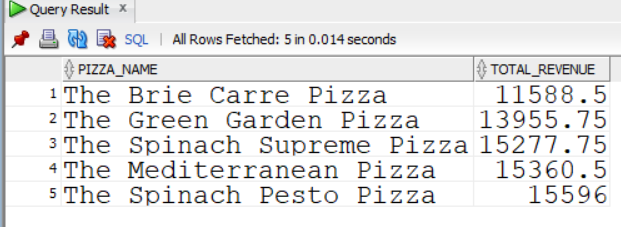 Query Result x
SQL | All Rows Fetched: 5 in 0.014 seconds
PIZZA_NAME TOTAL_REVENUE
1 The Brie Carre Pizza 11588.5
2 The Green Garden Pizza 13955.75
3 The Spinach Supreme Pizza 15277.75
4 The Mediterranean Pizza 15360.5
5 The Spinach Pesto Pizza 15596